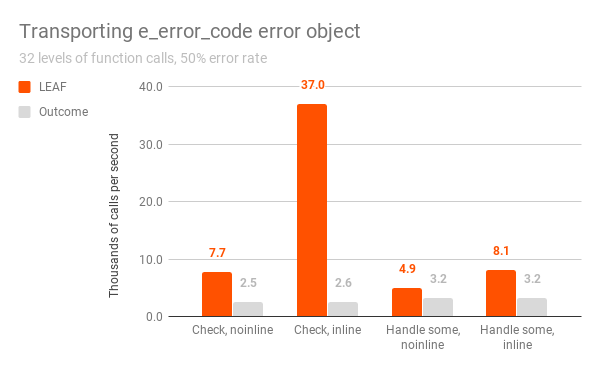 Transporting e_error_code error object
32 levels of function calls, 50% error rate
LEAF
Outcome
Thousands of calls per second
40.0
30.0
20.0
10.0
0.0
7.7
2.5
37.0
2.6
4.9
3.2
8.1
3.2
Check, noinline
Check, inline
Handle some,
noinline
Handle some,
inline